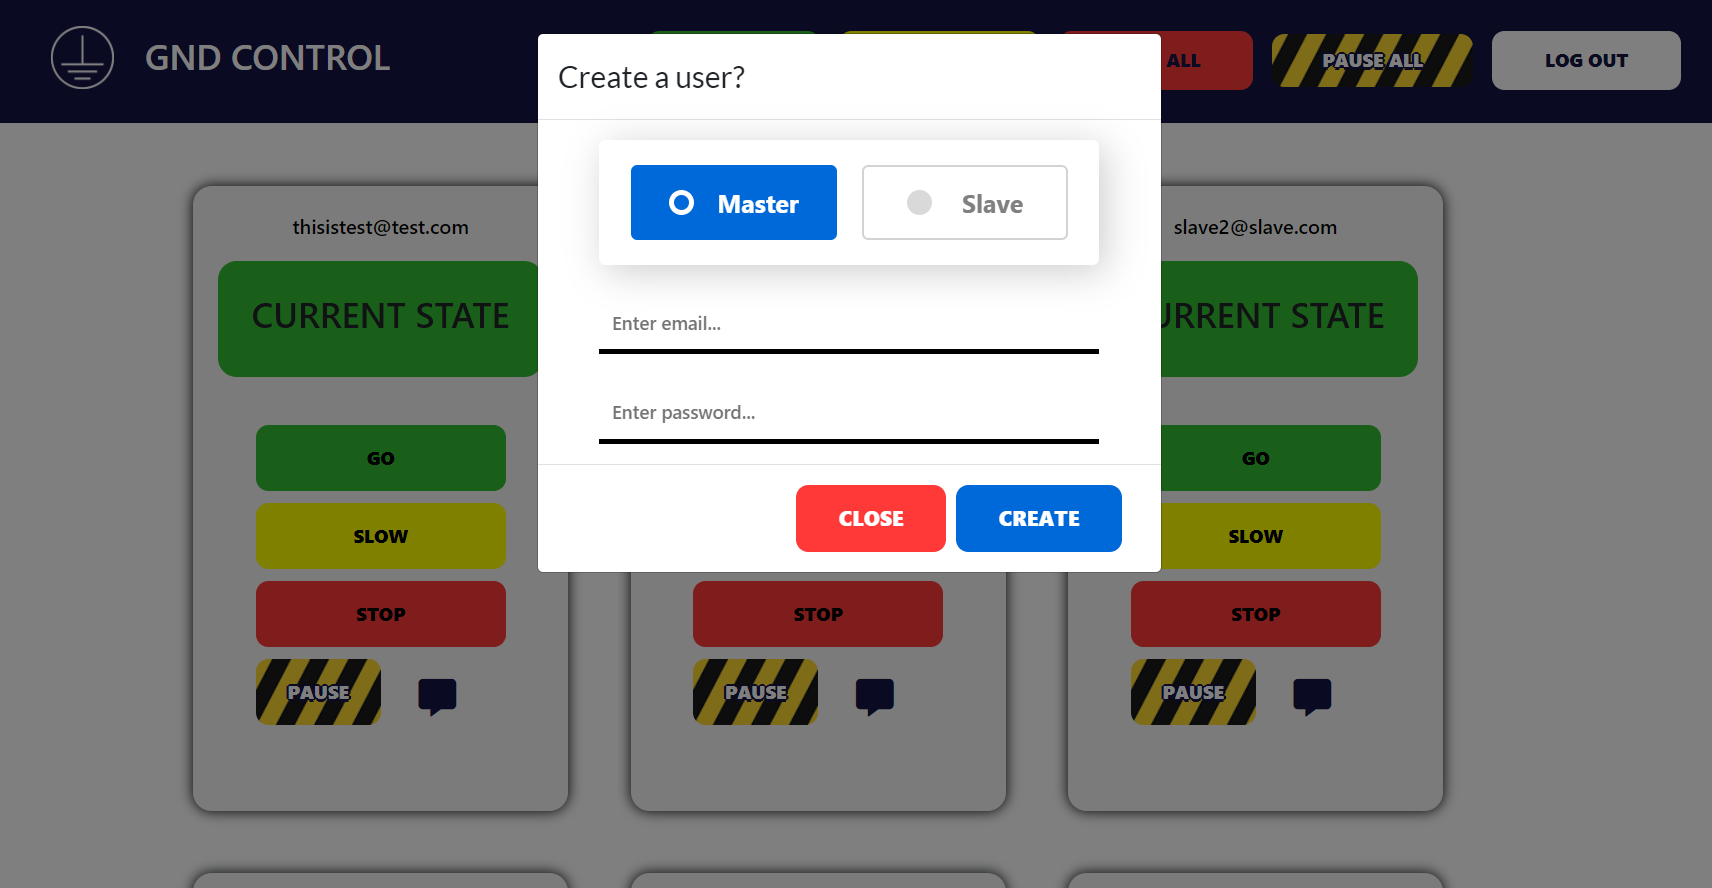 GND CONTROL
ALL
PAUSE ALL
LOG OUT
Create a user?
Master
Slave
Enter email...
Enter password...
CLOSE
CREATE
thisistest@test.com
CURRENT STATE
GO
SLOW
STOP
PAUSE
STOP
PAUSE
slave2@slave.com
URRENT STATE
GO
SLOW
STOP
PAUSE